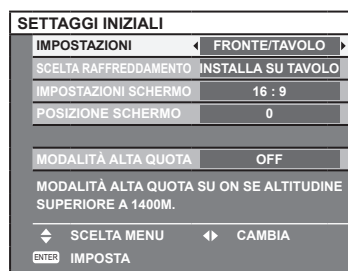 SETTAGGI INIZIALI
IMPOSTAZIONI FRONTE/TAVOLO
SCELTA RAFFREDDAMENTO INSTALLA SU TAVOLO
IMPOSTAZIONI SCHERMO 16 : 9
POSIZIONE SCHERMO 0
MODALITÀ ALTA QUOTA OFF
MODALITÀ ALTA QUOTA SU ON SE ALTITUDINE
SUPERIORE A 1400M.
SCELTA MENU CAMBIA
ENTER IMPOSTA